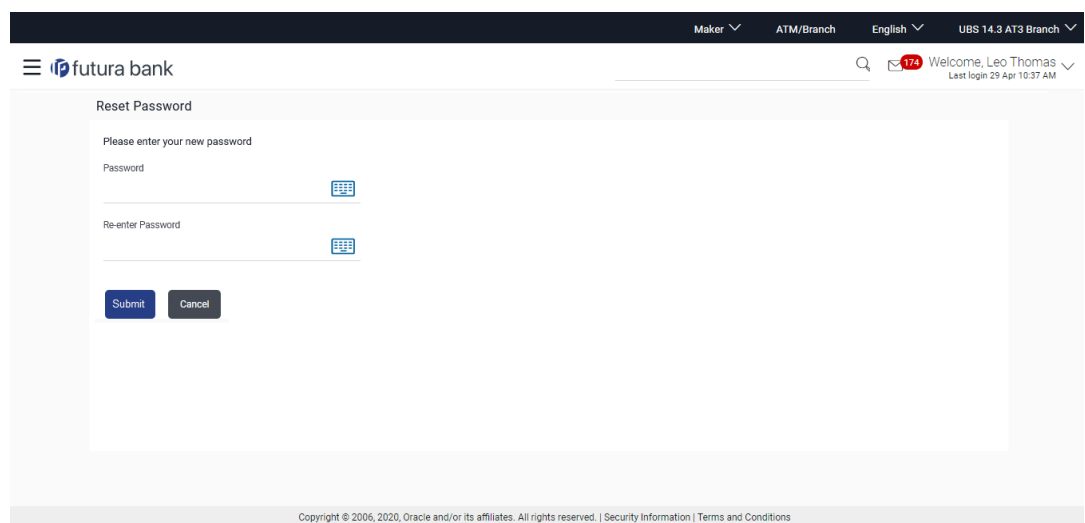 Maker ATM/Branch English UBS 14.3 AT3 Branch
futura bank 174 Welcome, Leo Thomas
Last login 29 Apr 10:37 AM
Reset Password
Please enter your new password
Password
Re-enter Password
Submit Cancel
Copyright © 2006, 2020, Oracle and/or its affiliates. All rights reserved. | Security Information | Terms and Conditions